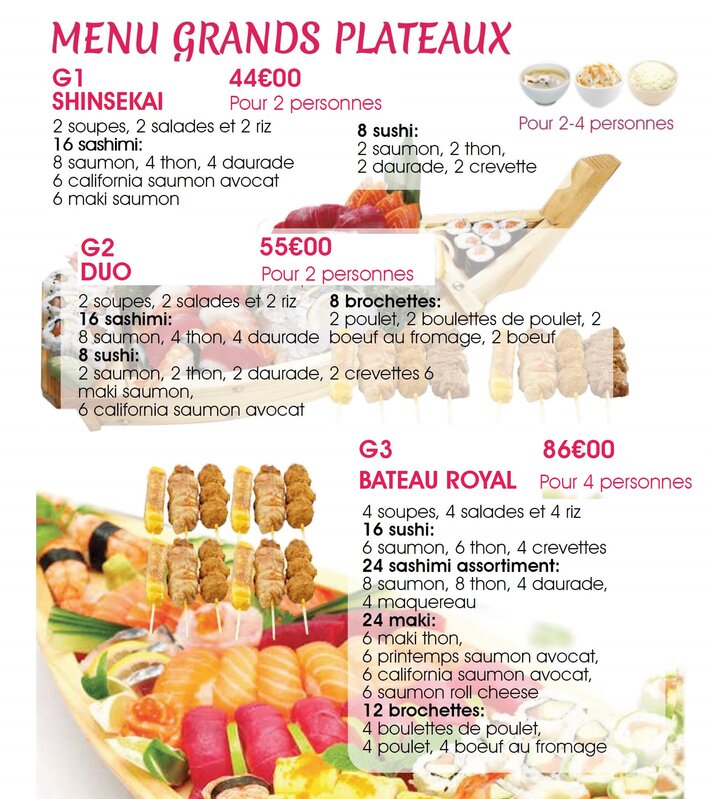 MENU GRANDS PLATEAUX
G1 44€00
SHINSEKAI Pour 2 personnes
2 soupes, 2 salades et 2 riz
16 sashimi:
8 saumon, 4 thon, 4 daurade
6 california saumon avocat
6 maki saumon
8 sushi:
2 saumon, 2 thon,
2 daurade, 2 crevette
Pour 2-4 personnes
G2 55€00
DUO Pour 2 personnes
2 soupes, 2 salades et 2 riz
16 sashimi:
8 saumon, 4 thon, 4 daurade
8 sushi:
2 saumon, 2 thon, 2 daurade, 2 crevettes 6
maki saumon,
6 california saumon avocat
8 brochettes:
2 poulet, 2 boulettes de poulet, 2
boeuf au fromage, 2 boeuf
G3 86€00
BATEAU ROYAL Pour 4 personnes
4 soupes, 4 salades et 4 riz
16 sushi:
6 saumon, 6 thon, 4 crevettes
24 sashimi assortiment:
8 saumon, 8 thon, 4 daurade,
4 maquereau
24 maki:
6 maki thon,
6 printemps saumon avocat,
6 california saumon avocat,
6 saumon roll cheese
12 brochettes:
4 boulettes de poulet,
4 poulet, 4 boeuf au fromage